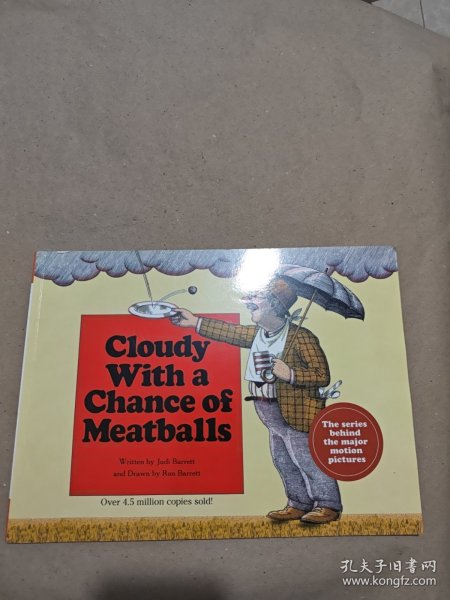 Cloudy
With a
Chance of
Meatballs
Written by Judi Barrett
and Drawn by Ron Barrett
Over 4.5 million copies sold!
The series
behind
the major
motion
pictures
孔夫子旧书网
www.kongfz.com